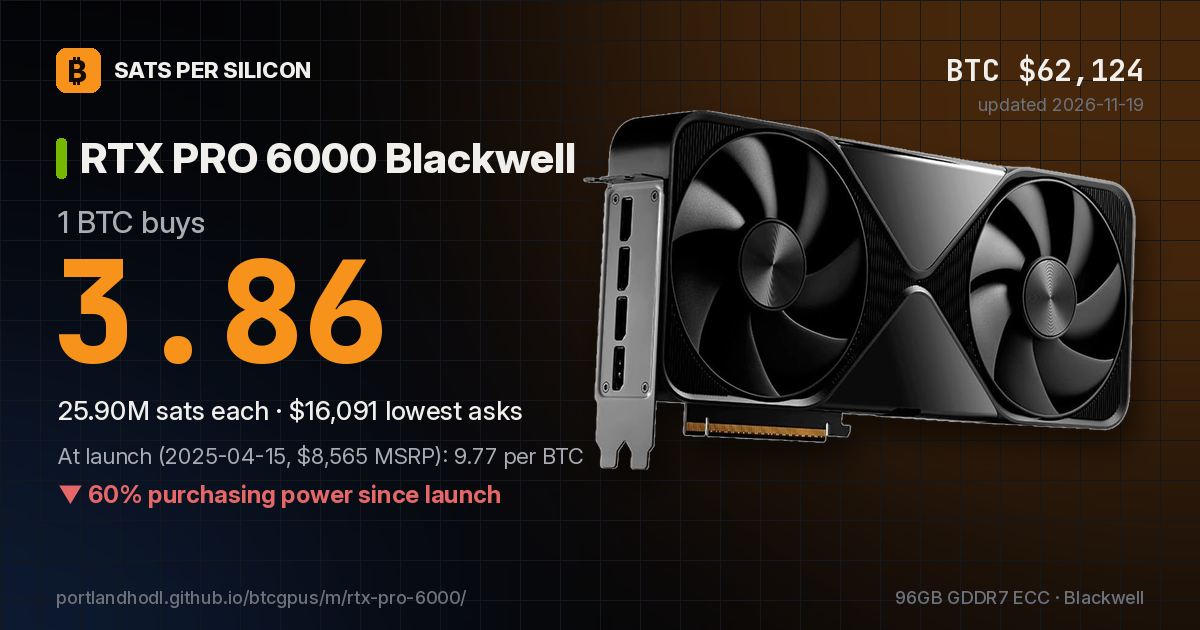 SATS PER SILICON
BTC $62,124
updated 2026-11-19
RTX PRO 6000 Blackwell
1 BTC buys
3.86
25.90M sats each · $16,091 lowest asks
At launch (2025-04-15, $8,565 MSRP): 9.77 per BTC
▼ 60% purchasing power since launch
portlandhodl.github.io/btcgpus/m/rtx-pro-6000/
96GB GDDR7 ECC · Blackwell